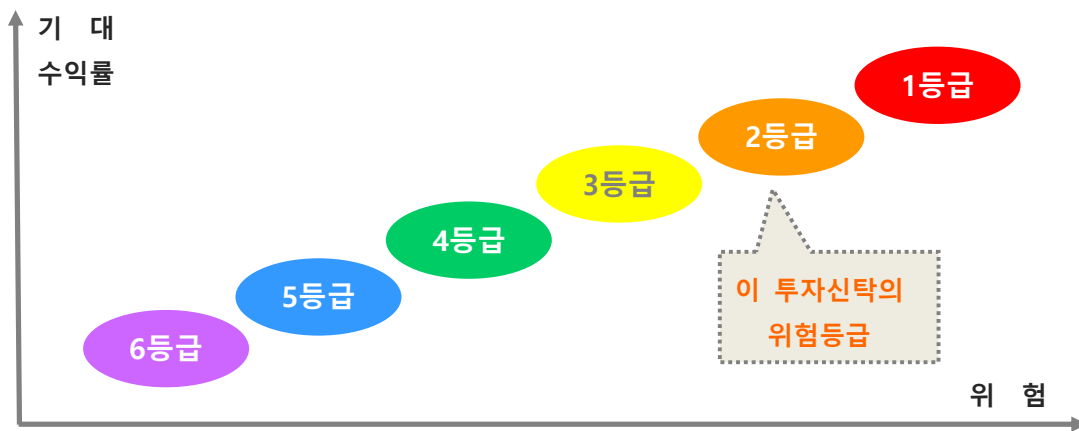 기 대
수익률
1등급
2등급
3등급
4등급
5등급
6등급
이 투자신탁의
위험등급
위 험